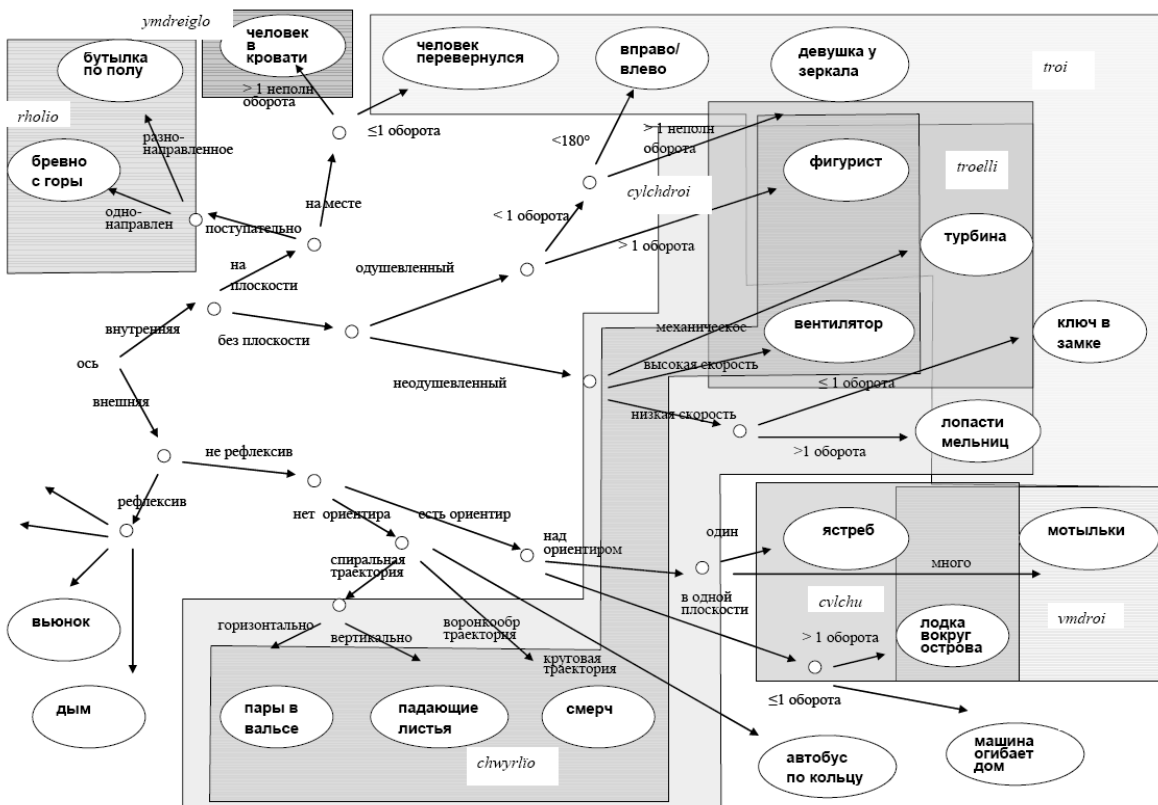 ymdreiglo
человек
в
кровати
человек
перевернулся
вправо/
влево
девушка у
зеркала
troi
бутылка
по полу
rholio
> 1 неполн
оборота
≤1 оборота
<180º
> 1 неполн
оборота
разно-
направленное
бревно
с горы
фигурист
troelli
cylchdroi
одно-
направлен
на месте
< 1 оборота
поступательно
> 1 оборота
турбина
на
плоскости
одушевленный
внутренняя
без плоскости
механическое
вентилятор
ключ в
замке
ось
неодушевленный
высокая скорость
≤ 1 оборота
внешняя
низкая скорость
лопасти
мельниц
>1 оборота
не рефлексив
рефлексив
нет ориентира
есть ориентир
один
ястреб
мотыльки
над
ориентиром
спиральная
траектория
много
в одной
плоскости
cvlchu
vmdroi
горизонтально
вертикально
воронкообр
траектория
> 1 оборота
лодка
вокруг
острова
вьюнок
круговая
траектория
≤1 оборота
дым
пары в
вальсе
падающие
листья
смерч
chwyrlïo
автобус
по кольцу
машина
огибает
дом